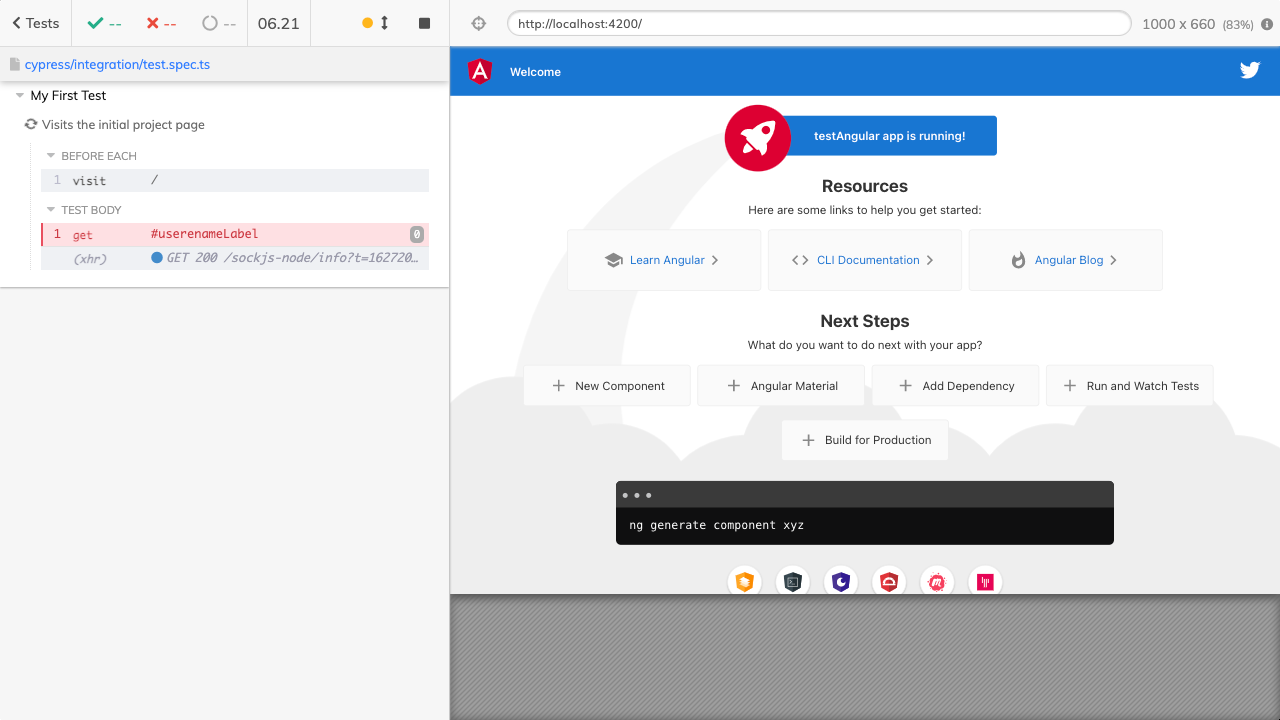 Tests -- -- -- 06.21
cypress/integration/test.spec.ts
My First Test
Visits the initial project page
BEFORE EACH
1 visit /
TEST BODY
1 get #userenameLabel 0
(xhr) GET 200 /sockjs-node/info?t=162720…
http://localhost:4200/ 1000 x 660 (83%)
Welcome
testAngular app is running!
Resources
Here are some links to help you get started:
Learn Angular
CLI Documentation
Angular Blog
Next Steps
What do you want to do next with your app?
New Component
Angular Material
Add Dependency
Run and Watch Tests
Build for Production
ng generate component xyz